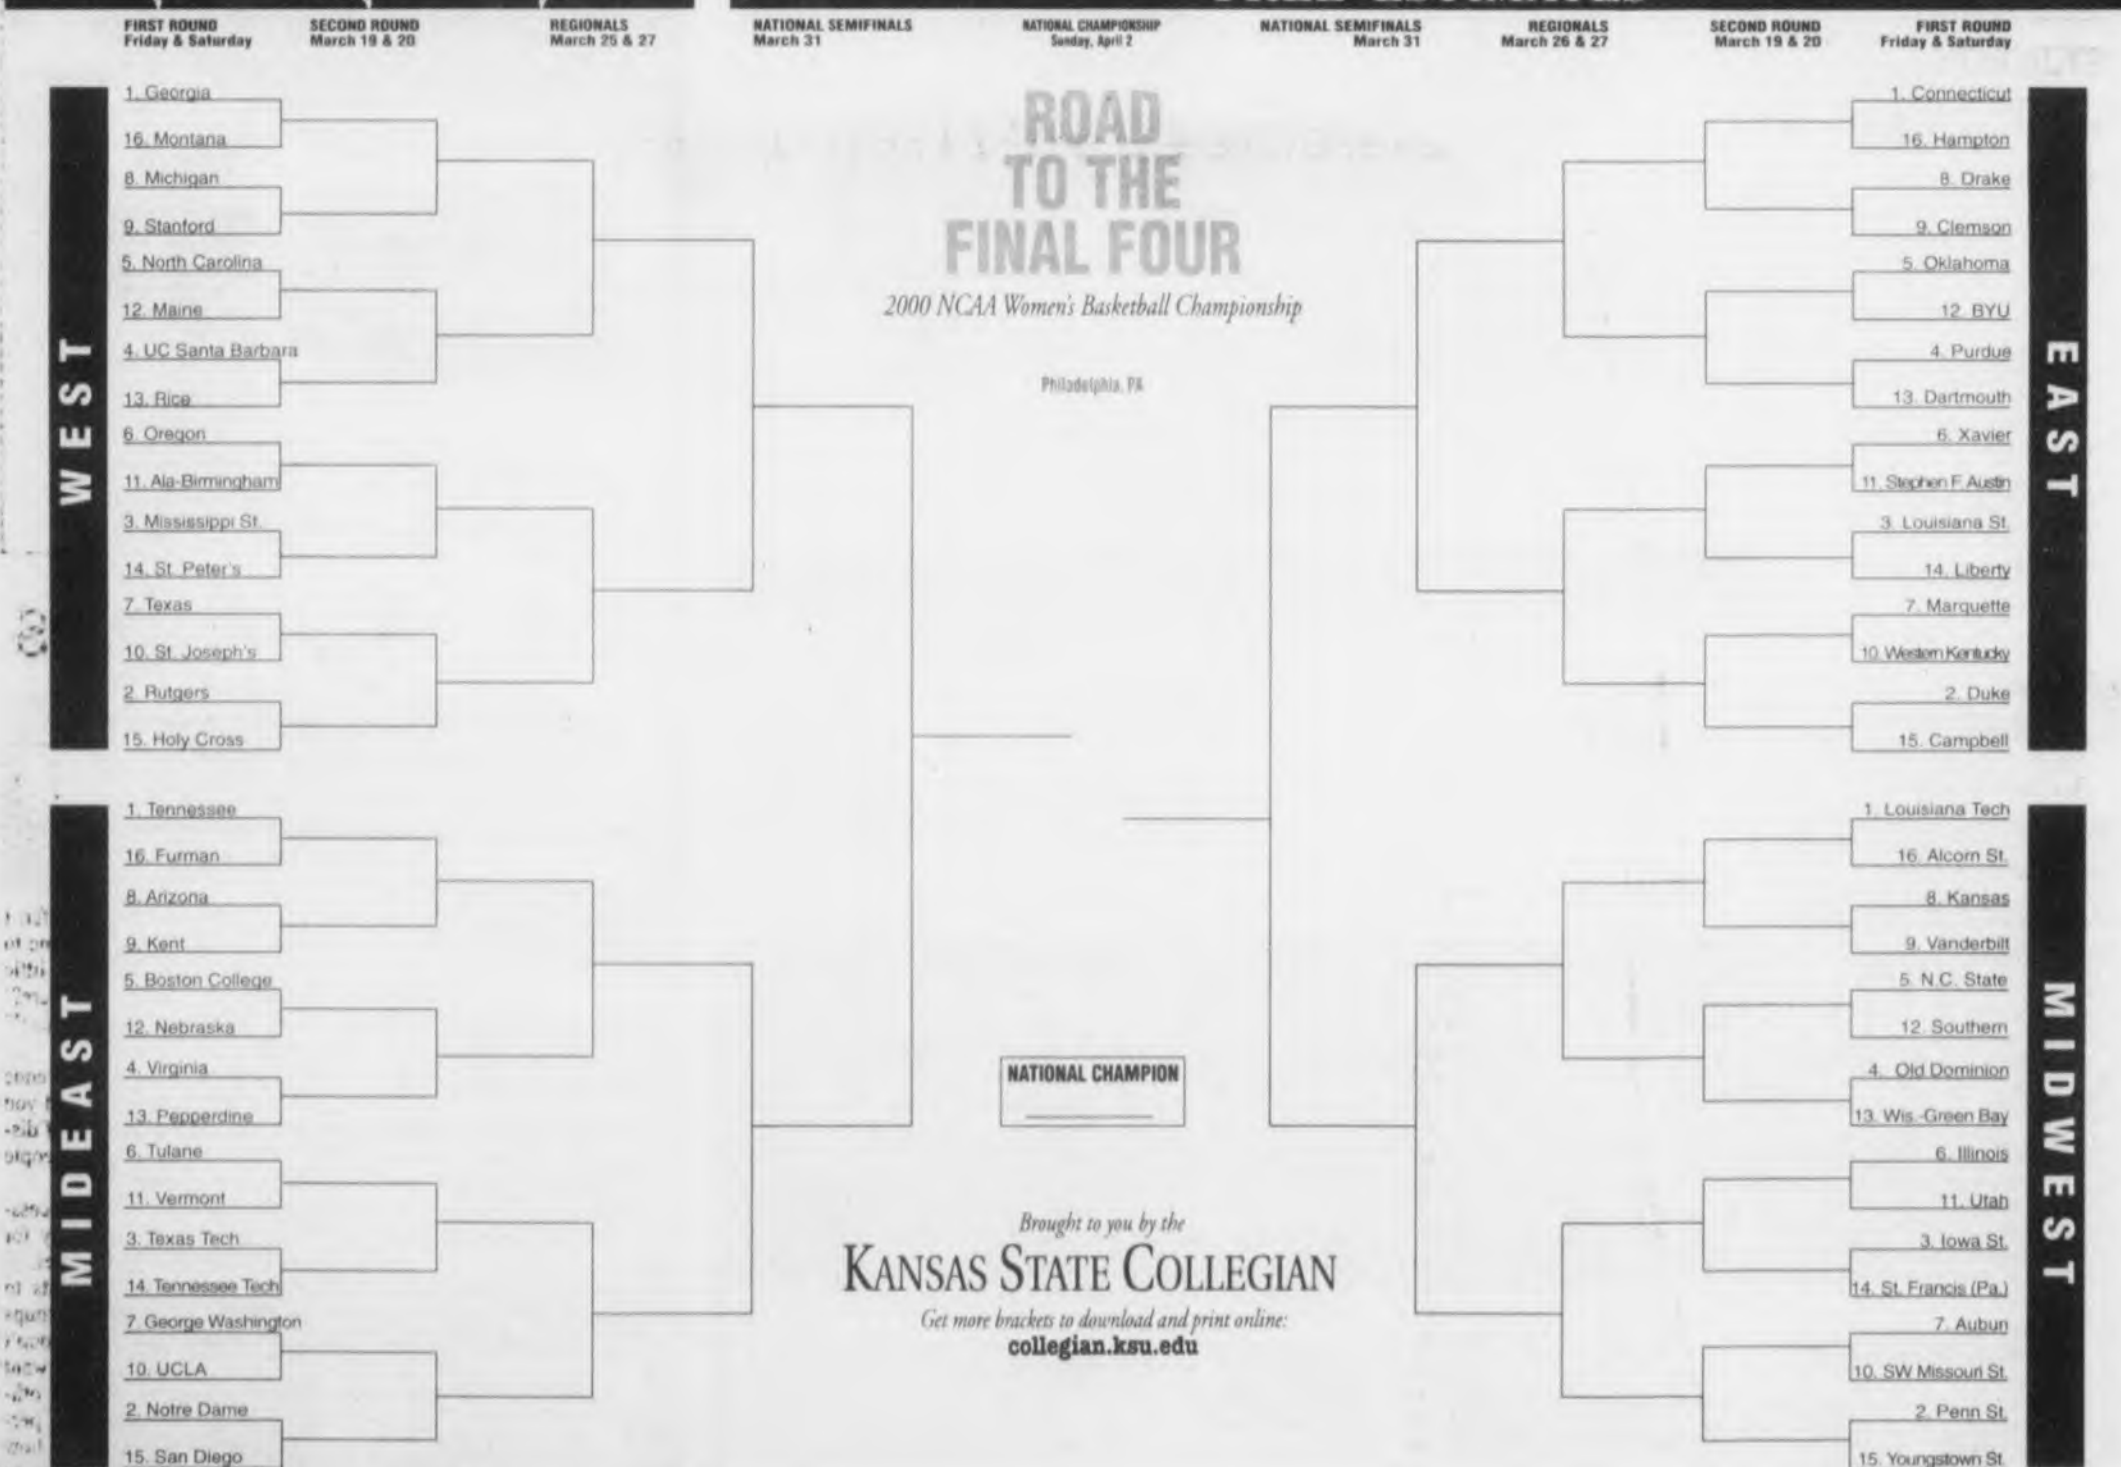 FIRST ROUND
Friday & Saturday
SECOND ROUND
March 19 & 20
REGIONALS
March 25 & 27
NATIONAL SEMIFINALS
March 31
NATIONAL CHAMPIONSHIP
Sunday, April 2
NATIONAL SEMIFINALS
March 31
REGIONALS
March 26 & 27
SECOND ROUND
March 19 & 20
FIRST ROUND
Friday & Saturday
WEST
1. Georgia
16. Montana
8. Michigan
9. Stanford
5. North Carolina
12. Maine
4. UC Santa Barbara
13. Rice
6. Oregon
11. Ala-Birmingham
3. Mississippi St.
14. St. Peter's
7. Texas
10. St. Joseph's
2. Rutgers
15. Holy Cross
MIDEAST
1. Tennessee
16. Furman
8. Arizona
9. Kent
5. Boston College
12. Nebraska
4. Virginia
13. Pepperdine
6. Tulane
11. Vermont
3. Texas Tech
14. Tennessee Tech
7. George Washington
10. UCLA
2. Notre Dame
15. San Diego
ROAD
TO THE
FINAL FOUR
2000 NCAA Women's Basketball Championship
Philadelphia, PA
NATIONAL CHAMPION
Brought to you by the
KANSAS STATE COLLEGIAN
Get more brackets to download and print online:
collegian.ksu.edu
EAST
1. Connecticut
16. Hampton
8. Drake
9. Clemson
5. Oklahoma
12. BYU
4. Purdue
13. Dartmouth
6. Xavier
11. Stephen F. Austin
3. Louisiana St.
14. Liberty
7. Marquette
10. Western Kentucky
2. Duke
15. Campbell
MIDWEST
1. Louisiana Tech
16. Alcorn St.
8. Kansas
9. Vanderbilt
5. N.C. State
12. Southern
4. Old Dominion
13. Wis.-Green Bay
6. Illinois
11. Utah
3. Iowa St.
14. St. Francis (Pa.)
7. Aubun
10. SW Missouri St.
2. Penn St.
15. Youngstown St.